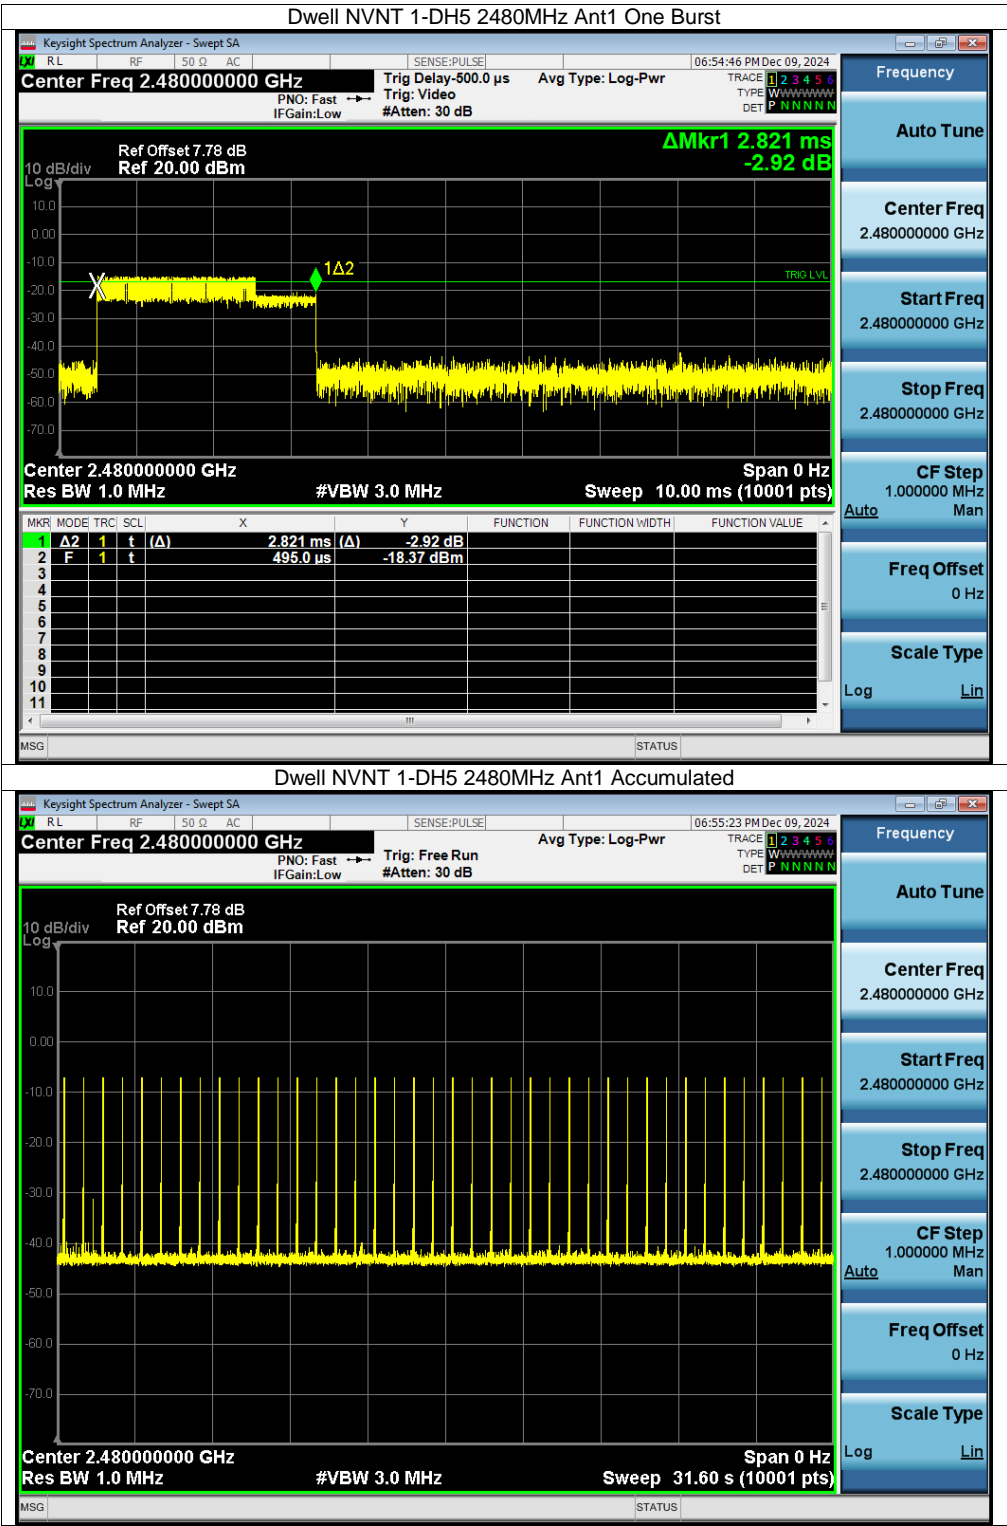 Dwell NVNT 1-DH5 2480MHz Ant1 One Burst
Keysight Spectrum Analyzer - Swept SA
LXI RL RF 50 Ω AC SENSE:PULSE 06:54:46 PM Dec 09, 2024
Center Freq 2.480000000 GHz
PNO: Fast
IFGain:Low
Trig Delay-500.0 µs
Trig: Video
#Atten: 30 dB
Avg Type: Log-Pwr
TRACE 1 2 3 4 5 6
TYPE WWWWWWW
DET P N N N N N
ΔMkr1 2.821 ms
-2.92 dB
Ref Offset 7.78 dB
Ref 20.00 dBm
10 dB/div
Log
10.0
0.00
-10.0
-20.0
-30.0
-40.0
-50.0
-60.0
-70.0
1Δ2
TRIG LVL
Center 2.480000000 GHz Span 0 Hz
Res BW 1.0 MHz #VBW 3.0 MHz Sweep 10.00 ms (10001 pts)
MKR MODE TRC SCL X Y FUNCTION FUNCTION WIDTH FUNCTION VALUE
1 Δ2 1 t (Δ) 2.821 ms (Δ) -2.92 dB
2 F 1 t 495.0 µs -18.37 dBm
3
4
5
6
7
8
9
10
11
MSG STATUS
Frequency
Auto Tune
Center Freq
2.480000000 GHz
Start Freq
2.480000000 GHz
Stop Freq
2.480000000 GHz
CF Step
1.000000 MHz
Auto Man
Freq Offset
0 Hz
Scale Type
Log Lin
Dwell NVNT 1-DH5 2480MHz Ant1 Accumulated
Keysight Spectrum Analyzer - Swept SA
LXI RL RF 50 Ω AC SENSE:PULSE 06:55:23 PM Dec 09, 2024
Center Freq 2.480000000 GHz
PNO: Fast
IFGain:Low
Trig: Free Run
#Atten: 30 dB
Avg Type: Log-Pwr
TRACE 1 2 3 4 5 6
TYPE WWWWWWW
DET P N N N N N
Ref Offset 7.78 dB
Ref 20.00 dBm
10 dB/div
Log
10.0
0.00
-10.0
-20.0
-30.0
-40.0
-50.0
-60.0
-70.0
Center 2.480000000 GHz Span 0 Hz
Res BW 1.0 MHz #VBW 3.0 MHz Sweep 31.60 s (10001 pts)
MSG STATUS
Frequency
Auto Tune
Center Freq
2.480000000 GHz
Start Freq
2.480000000 GHz
Stop Freq
2.480000000 GHz
CF Step
1.000000 MHz
Auto Man
Freq Offset
0 Hz
Scale Type
Log Lin